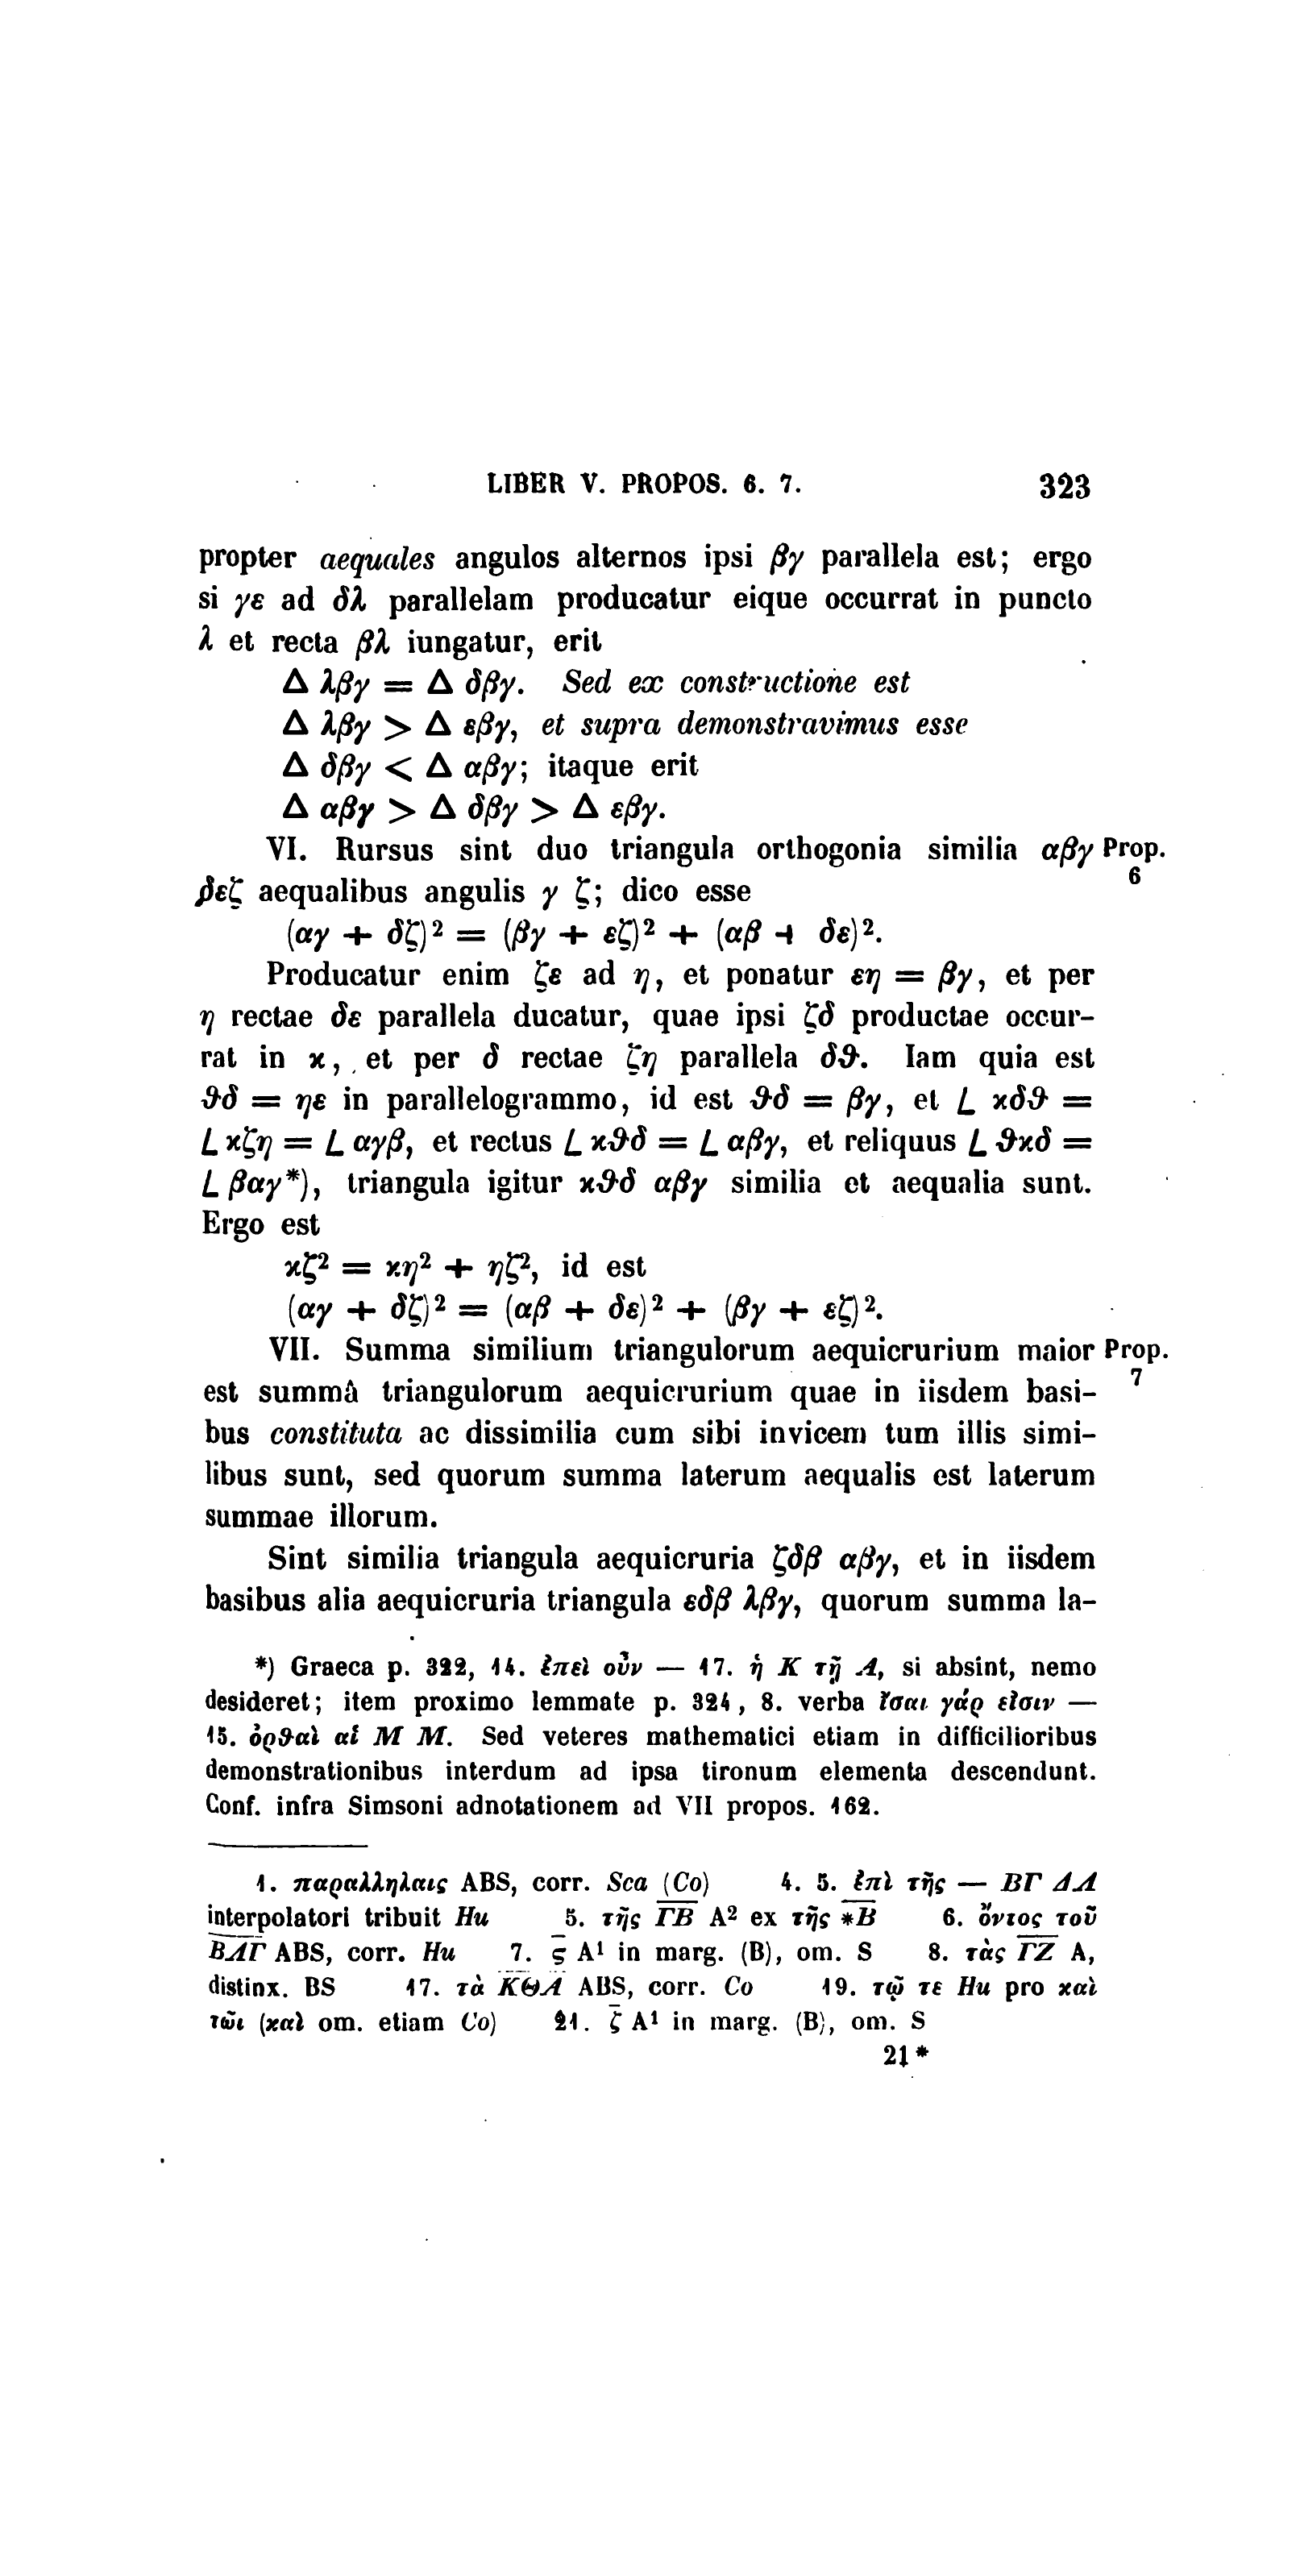 LIBER V. PROPOS. 6. 7. 323
propter aequales angulos alternos ipsi βγ parallela est; ergo
si γε ad δλ parallelam producatur eique occurrat in puncto
λ et recta βλ iungatur, erit
Δ λβγ = Δ δβγ. Sed ex constructione est
Δ λβγ > Δ εβγ, et supra demonstravimus esse
Δ δβγ < Δ αβγ; itaque erit
Δ αβγ > Δ δβγ > Δ εβγ.
VI. Rursus sint duo triangula orthogonia similia αβγ Prop. 6
δεζ aequalibus angulis γ ζ; dico esse
(αγ + δζ)² = (βγ + εζ)² + (αβ + δε)².
Producatur enim ζε ad η, et ponatur εη = βγ, et per
η rectae δε parallela ducatur, quae ipsi ζδ productae occur-
rat in κ, et per δ rectae ζη parallela δϑ. Iam quia est
ϑδ = ηε in parallelogrammo, id est ϑδ = βγ, et L κδϑ =
L κζη = L αγβ, et rectus L κϑδ = L αβγ, et reliquus L ϑκδ =
L βαγ*), triangula igitur κϑδ αβγ similia et aequalia sunt.
Ergo est
κζ² = κη² + ηζ², id est
(αγ + δζ)² = (αβ + δε)² + (βγ + εζ)².
VII. Summa similium triangulorum aequicrurium maior Prop. 7
est summâ triangulorum aequicrurium quae in iisdem basi-
bus constituta ac dissimilia cum sibi invicem tum illis simi-
libus sunt, sed quorum summa laterum aequalis est laterum
summae illorum.
Sint similia triangula aequicruria ζδβ αβγ, et in iisdem
basibus alia aequicruria triangula εδβ λβγ, quorum summa la-
*) Graeca p. 322, 14. ἐπεὶ οὖν — 17. ἡ Κ τῇ Α, si absint, nemo
desideret; item proximo lemmate p. 324, 8. verba ἴσαι γάρ εἰσιν —
15. ὀρϑαὶ αἱ Μ Μ. Sed veteres mathematici etiam in difficilioribus
demonstrationibus interdum ad ipsa tironum elementa descendunt.
Conf. infra Simsoni adnotationem ad VII propos. 162.
1. παραλληλαις ABS, corr. Sca (Co) 4. 5. ἐπὶ τῆς — ΒΓ ΔΛ
interpolatori tribuit Hu 5. τῆς Γ̅Β̅ A² ex τῆς *̅Β̅ 6. ὄντος τοῦ
Β̅Δ̅Γ̅ ABS, corr. Hu 7. ϛ̅ A¹ in marg. (B), om. S 8. τὰς Γ̅Ζ̅ A,
distinx. BS 17. τὰ Κ̅Θ̅Λ̅ ABS, corr. Co 19. τῷ τε Hu pro καὶ
τῶι (καὶ om. etiam Co) 21. ζ̅ A¹ in marg. (B), om. S
21*